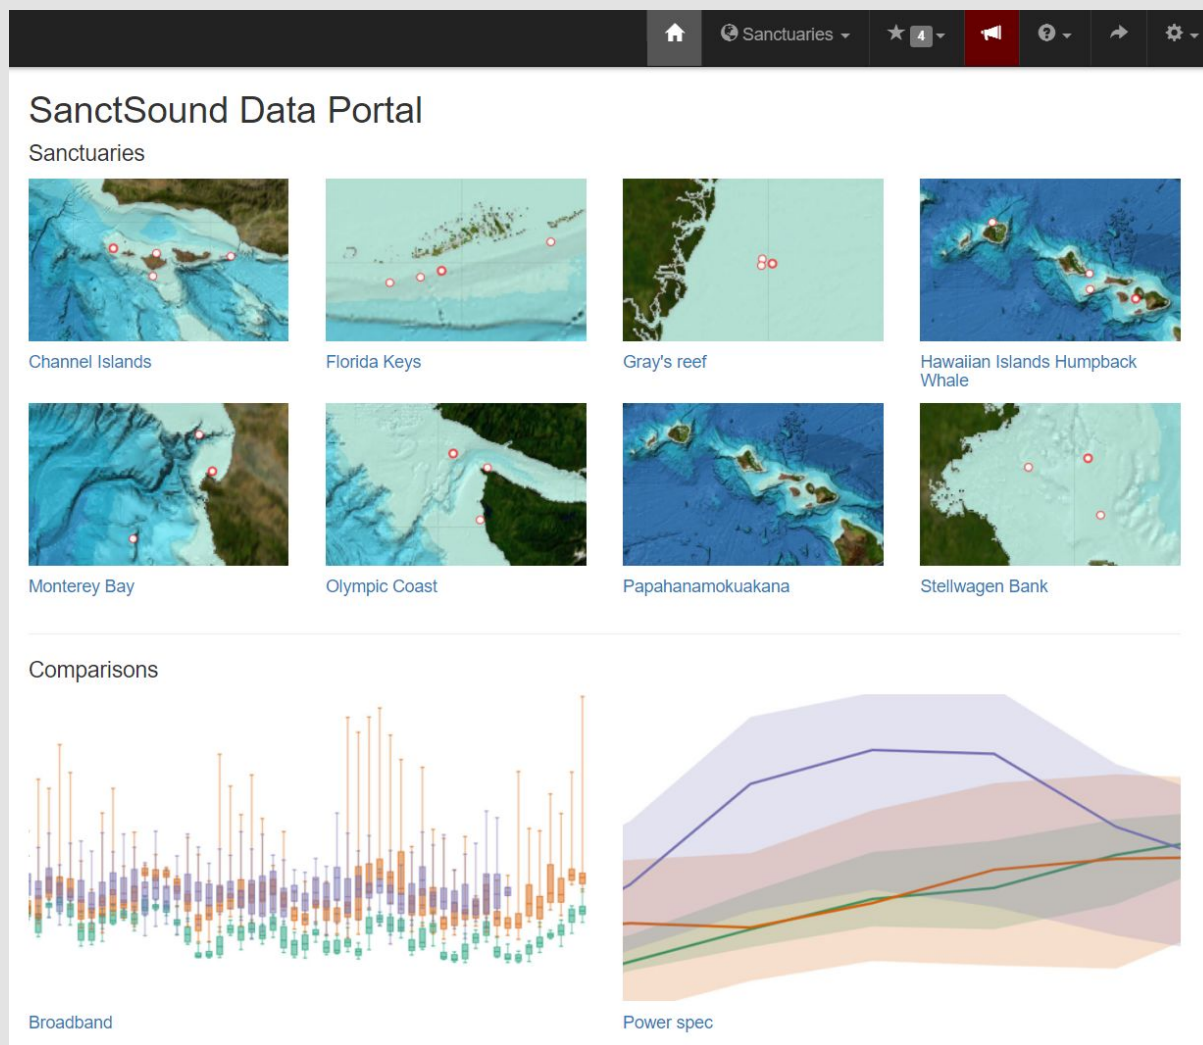 Sanctuaries
4
SanctSound Data Portal
Sanctuaries
Channel Islands
Florida Keys
Gray's reef
Hawaiian Islands Humpback
Whale
Monterey Bay
Olympic Coast
Papahanamokuakana
Stellwagen Bank
Comparisons
Broadband
Power spec